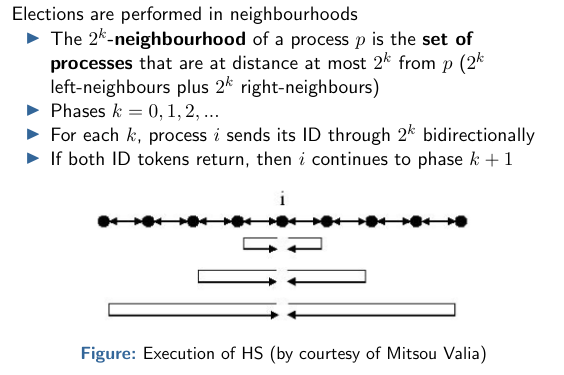 Elections are performed in neighbourhoods
▶ The 2^k-neighbourhood of a process p is the set of
processes that are at distance at most 2^k from p (2^k
left-neighbours plus 2^k right-neighbours)
▶ Phases k = 0, 1, 2, ...
▶ For each k, process i sends its ID through 2^k bidirectionally
▶ If both ID tokens return, then i continues to phase k + 1
i
Figure: Execution of HS (by courtesy of Mitsou Valia)